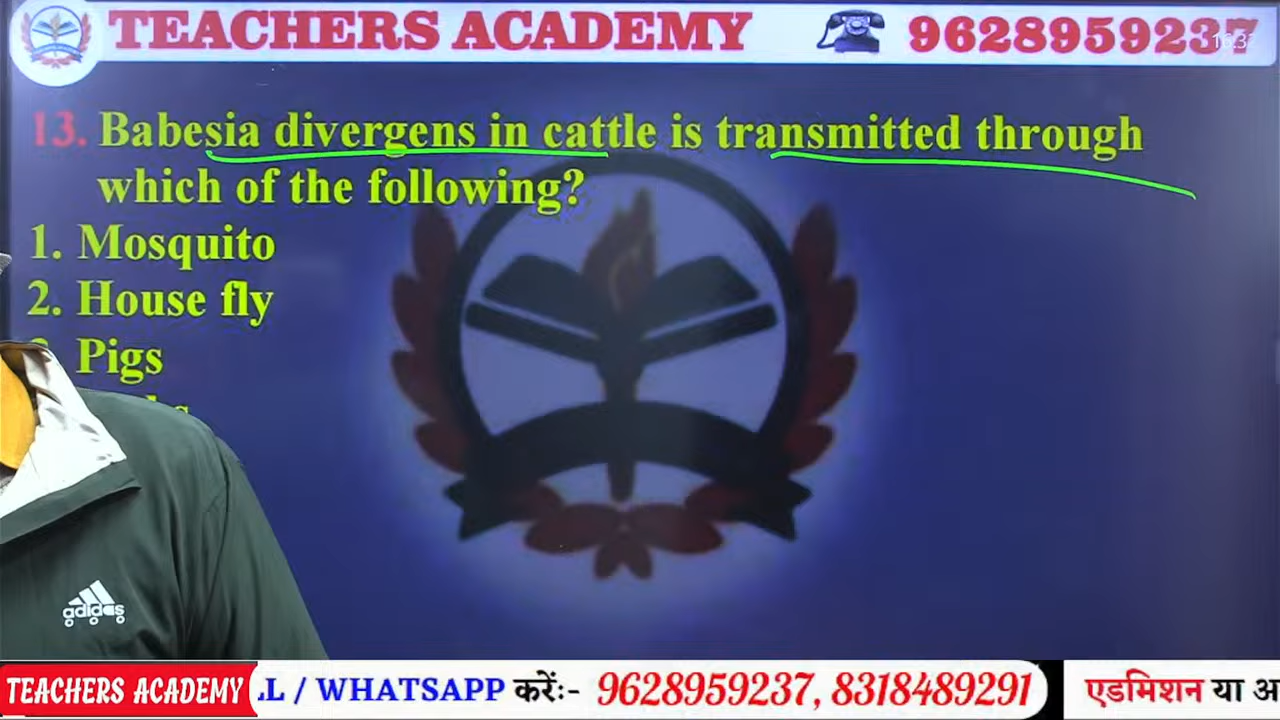 TEACHERS ACADEMY
9628959237
13. Babesia divergens in cattle is transmitted through
which of the following?
1. Mosquito
2. House fly
Pigs
adidas
TEACHERS ACADEMY
/ WHATSAPP करें:- 9628959237, 8318489291
एडमिशन या